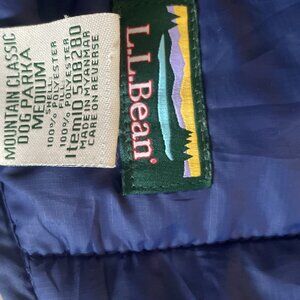 MOUNTAIN CLASSIC
DOG PARKA
MEDIUM
SHELL
100% POLYESTER
FILL
100% POLYESTER
Item ID 508280
MADE IN MYANMAR
CARE ON REVERSE
L.L.Bean